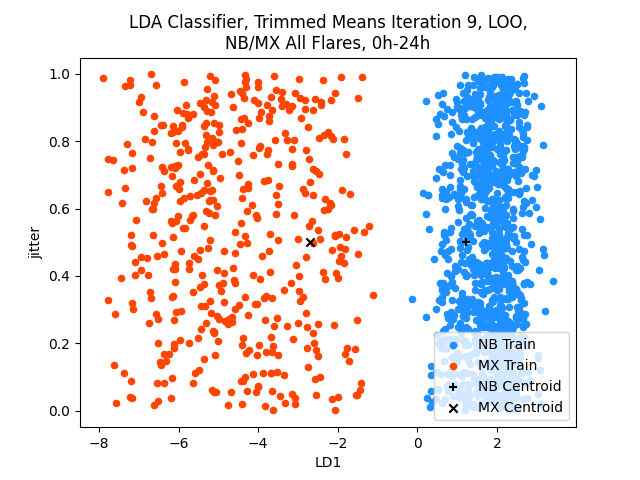 LDA Classifier, Trimmed Means Iteration 9, LOO,
NB/MX All Flares, 0h-24h
1.0
0.8
0.6
0.4
0.2
0.0
jitter
−8
−6
−4
−2
0
2
LD1
NB Train
MX Train
NB Centroid
MX Centroid